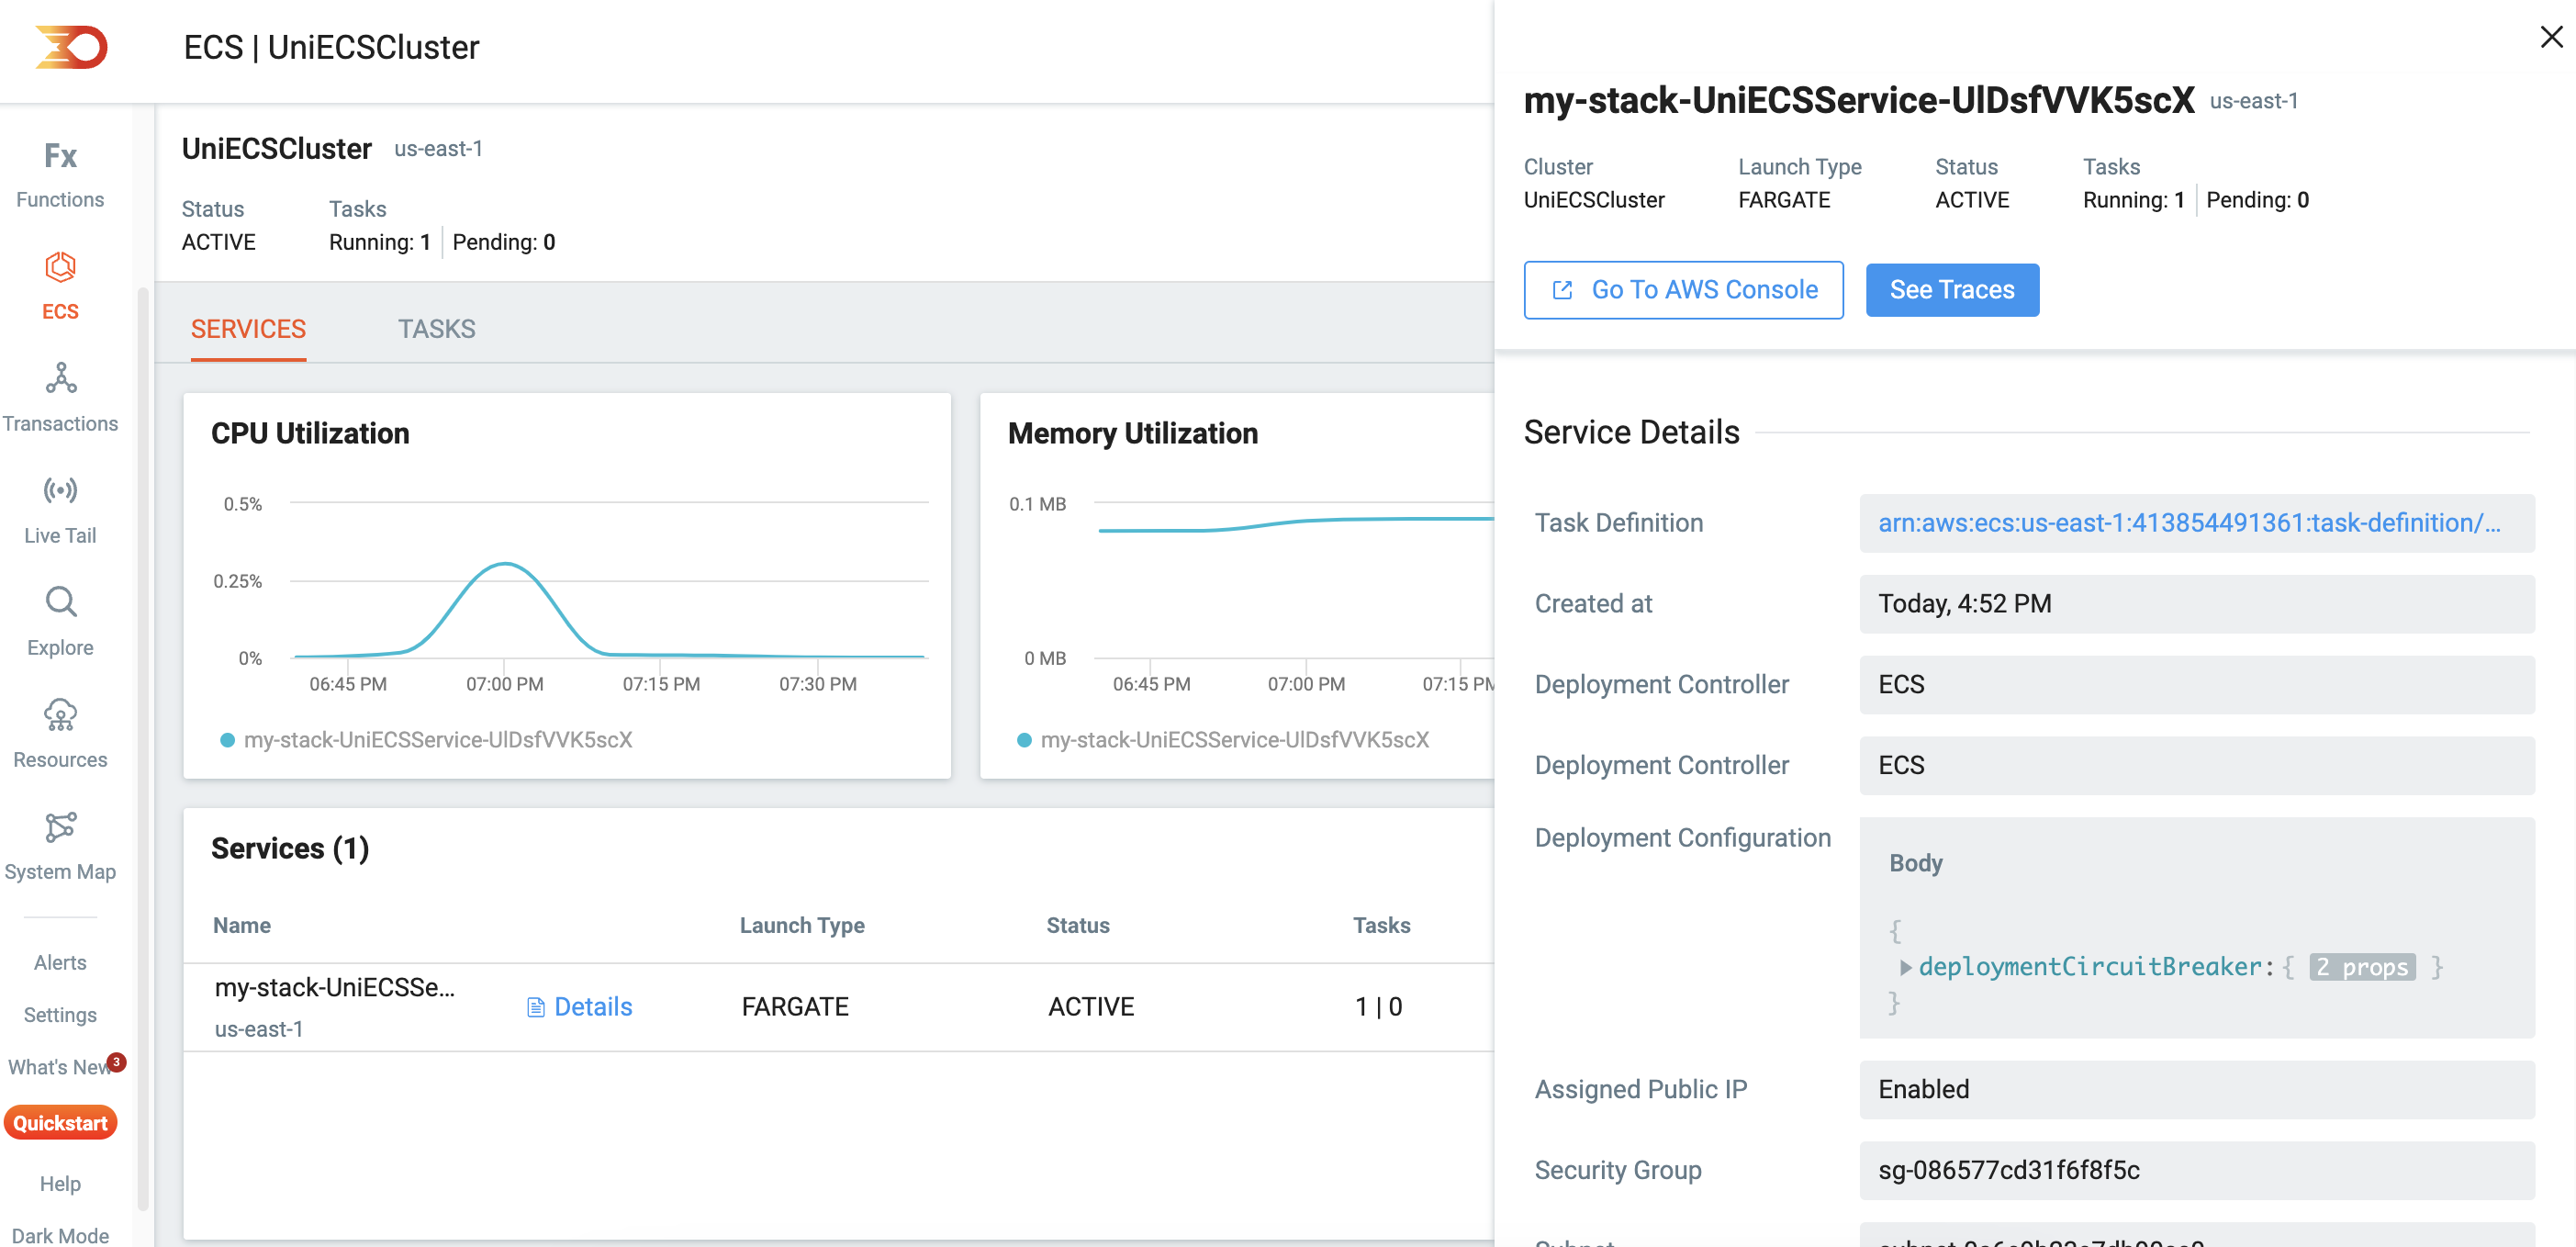 ECS | UniECSCluster
Fx
Functions
ECS
Transactions
Live Tail
Explore
Resources
System Map
Alerts
Settings
What's New
3
Quickstart
Help
Dark Mode
UniECSCluster us-east-1
Status Tasks
ACTIVE Running: 1 Pending: 0
SERVICES TASKS
CPU Utilization
0.5%
0.25%
0%
06:45 PM 07:00 PM 07:15 PM 07:30 PM
my-stack-UniECSService-UlDsfVVK5scX
Memory Utilization
0.1 MB
0 MB
06:45 PM 07:00 PM 07:15 PM
my-stack-UniECSService-UlDsfVVK5scX
Services (1)
Name Launch Type Status Tasks
my-stack-UniECSSe... Details FARGATE ACTIVE 1 | 0
us-east-1
my-stack-UniECSService-UlDsfVVK5scX us-east-1
Cluster Launch Type Status Tasks
UniECSCluster FARGATE ACTIVE Running: 1 Pending: 0
Go To AWS Console See Traces
Service Details
Task Definition arn:aws:ecs:us-east-1:413854491361:task-definition/...
Created at Today, 4:52 PM
Deployment Controller ECS
Deployment Controller ECS
Deployment Configuration
Body
{
deploymentCircuitBreaker: { 2 props }
}
Assigned Public IP Enabled
Security Group sg-086577cd31f6f8f5c
Subnet